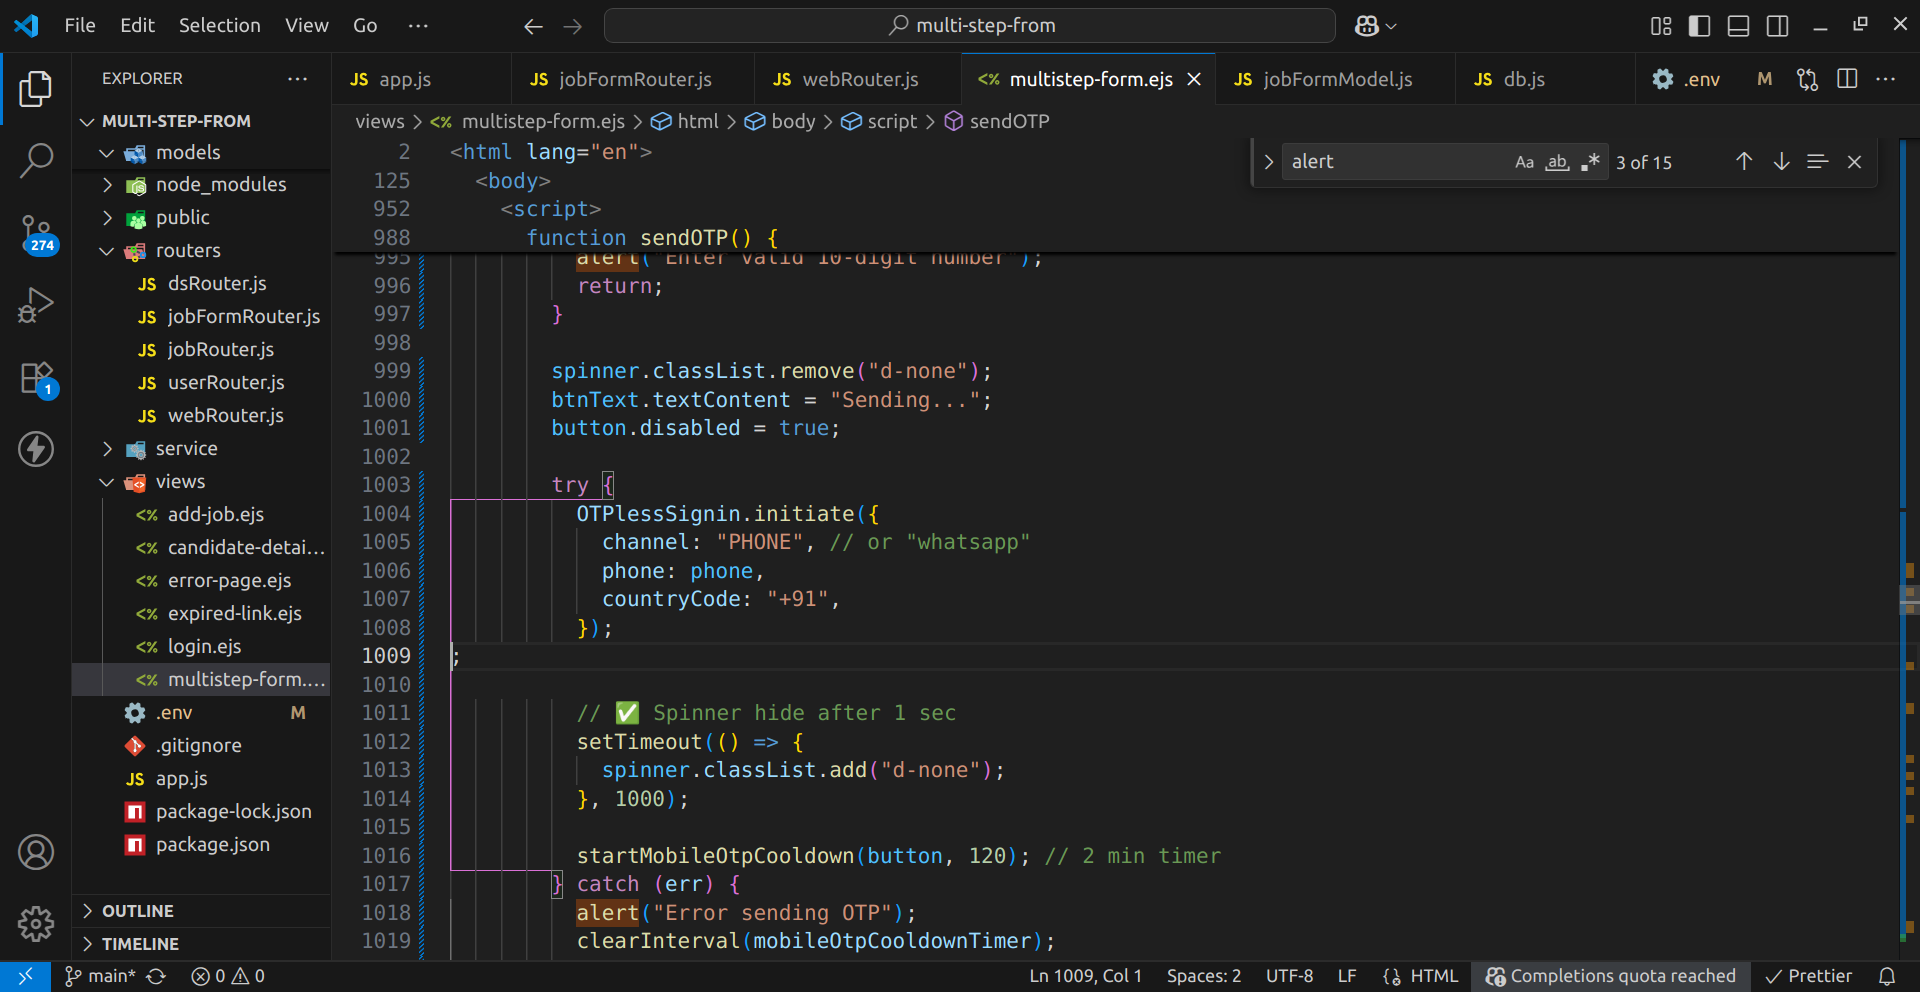 File Edit Selection View Go ··· multi-step-from
EXPLORER ···
MULTI-STEP-FROM
models
node_modules
public
routers
JS dsRouter.js
JS jobFormRouter.js
JS jobRouter.js
JS userRouter.js
JS webRouter.js
service
views
<% add-job.ejs
<% candidate-detai...
<% error-page.ejs
<% expired-link.ejs
<% login.ejs
<% multistep-form....
.env M
.gitignore
JS app.js
package-lock.json
package.json
OUTLINE
TIMELINE
274
1
JS app.js JS jobFormRouter.js JS webRouter.js <% multistep-form.ejs JS jobFormModel.js JS db.js .env M ···
views > <% multistep-form.ejs > html > body > script > sendOTP
alert Aa ab 3 of 15
2 <html lang="en">
125 <body>
952 <script>
988 function sendOTP() {
995 alert("Enter valid 10-digit number");
996 return;
997 }
998
999 spinner.classList.remove("d-none");
1000 btnText.textContent = "Sending...";
1001 button.disabled = true;
1002
1003 try {
1004 OTPlessSignin.initiate({
1005 channel: "PHONE", // or "whatsapp"
1006 phone: phone,
1007 countryCode: "+91",
1008 });
1009 ;
1010
1011 // ✅ Spinner hide after 1 sec
1012 setTimeout(() => {
1013 spinner.classList.add("d-none");
1014 }, 1000);
1015
1016 startMobileOtpCooldown(button, 120); // 2 min timer
1017 } catch (err) {
1018 alert("Error sending OTP");
1019 clearInterval(mobileOtpCooldownTimer);
main* 0 0 Ln 1009, Col 1 Spaces: 2 UTF-8 LF {} HTML Completions quota reached Prettier